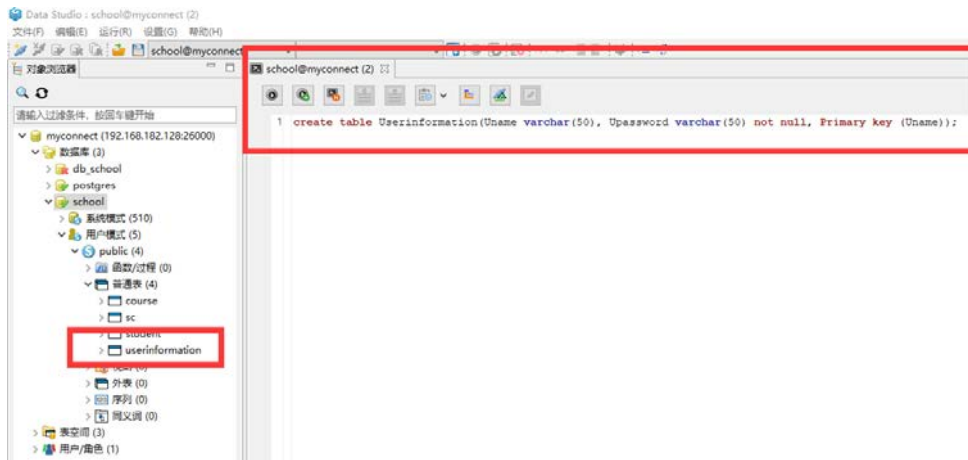 Data Studio : school@myconnect (2)
文件(F) 编辑(E) 运行(R) 设置(G) 帮助(H)
school@myconnect
对象浏览器
school@myconnect (2)
请输入过滤条件，按回车键开始
1 create table Userinformation(Uname varchar(50), Upassword varchar(50) not null, Primary key (Uname));
myconnect (192.168.182.128:26000)
数据库 (3)
db_school
postgres
school
系统模式 (510)
用户模式 (5)
public (4)
函数/过程 (0)
普通表 (4)
course
sc
student
userinformation
视图 (0)
外表 (0)
序列 (0)
同义词 (0)
表空间 (3)
用户/角色 (1)